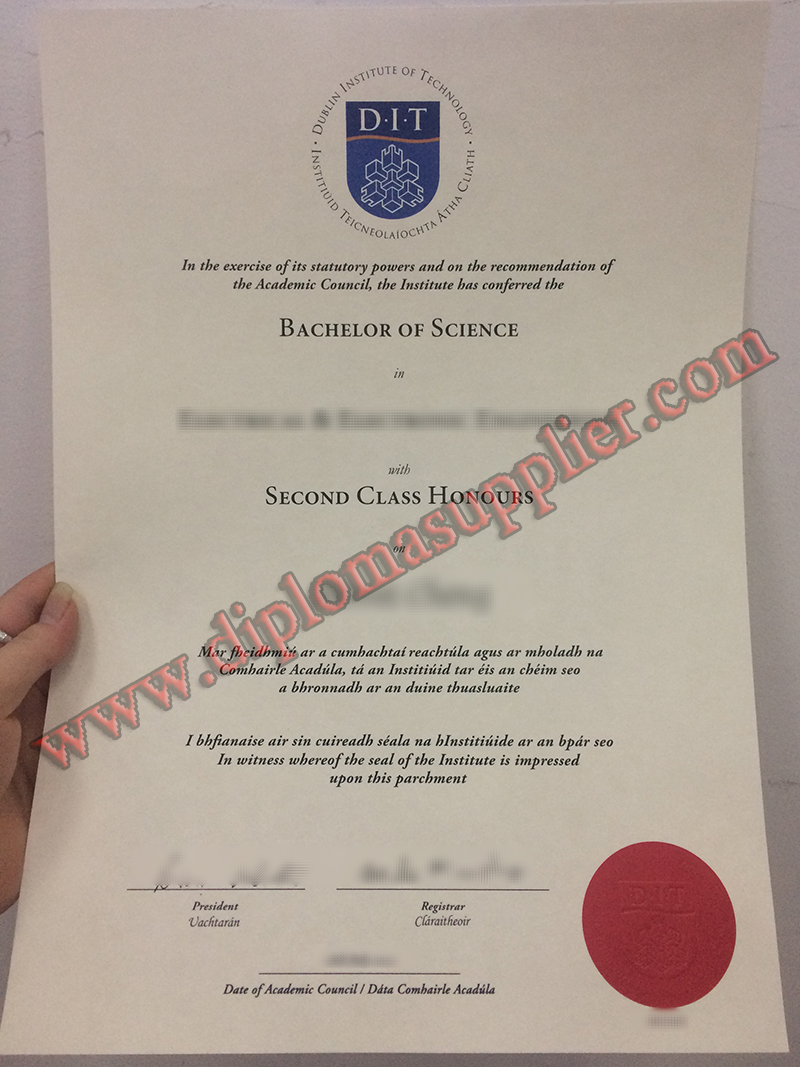 · DUBLIN INSTITUTE OF TECHNOLOGY ·
INSTITIÚID TEICNEOLAÍOCHTA ÁTHA CLIATH
D·I·T
In the exercise of its statutory powers and on the recommendation of
the Academic Council, the Institute has conferred the
BACHELOR OF SCIENCE
in
with
SECOND CLASS HONOURS
on
www.diplomasupplier.com
Mar fheidhmiú ar a cumhachtaí reachtúla agus ar mholadh na
Comhairle Acadúla, tá an Institiúid tar éis an chéim seo
a bhronnadh ar an duine thuasluaite
I bhfianaise air sin cuireadh séala na hInstitiúide ar an bpár seo
In witness whereof the seal of the Institute is impressed
upon this parchment
President
Uachtarán
Registrar
Cláraitheoir
D·I·T
Date of Academic Council / Dáta Comhairle Acadúla